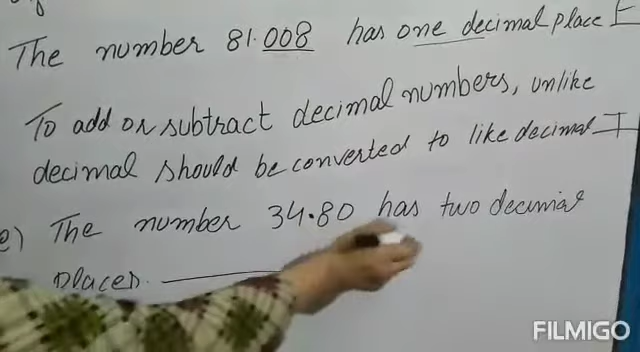 The number 81.008 has one decimal place F
To add or subtract decimal numbers, unlike
decimal should be converted to like decimal T
e) The number 34.80 has two decimal
places.
FILMIGO